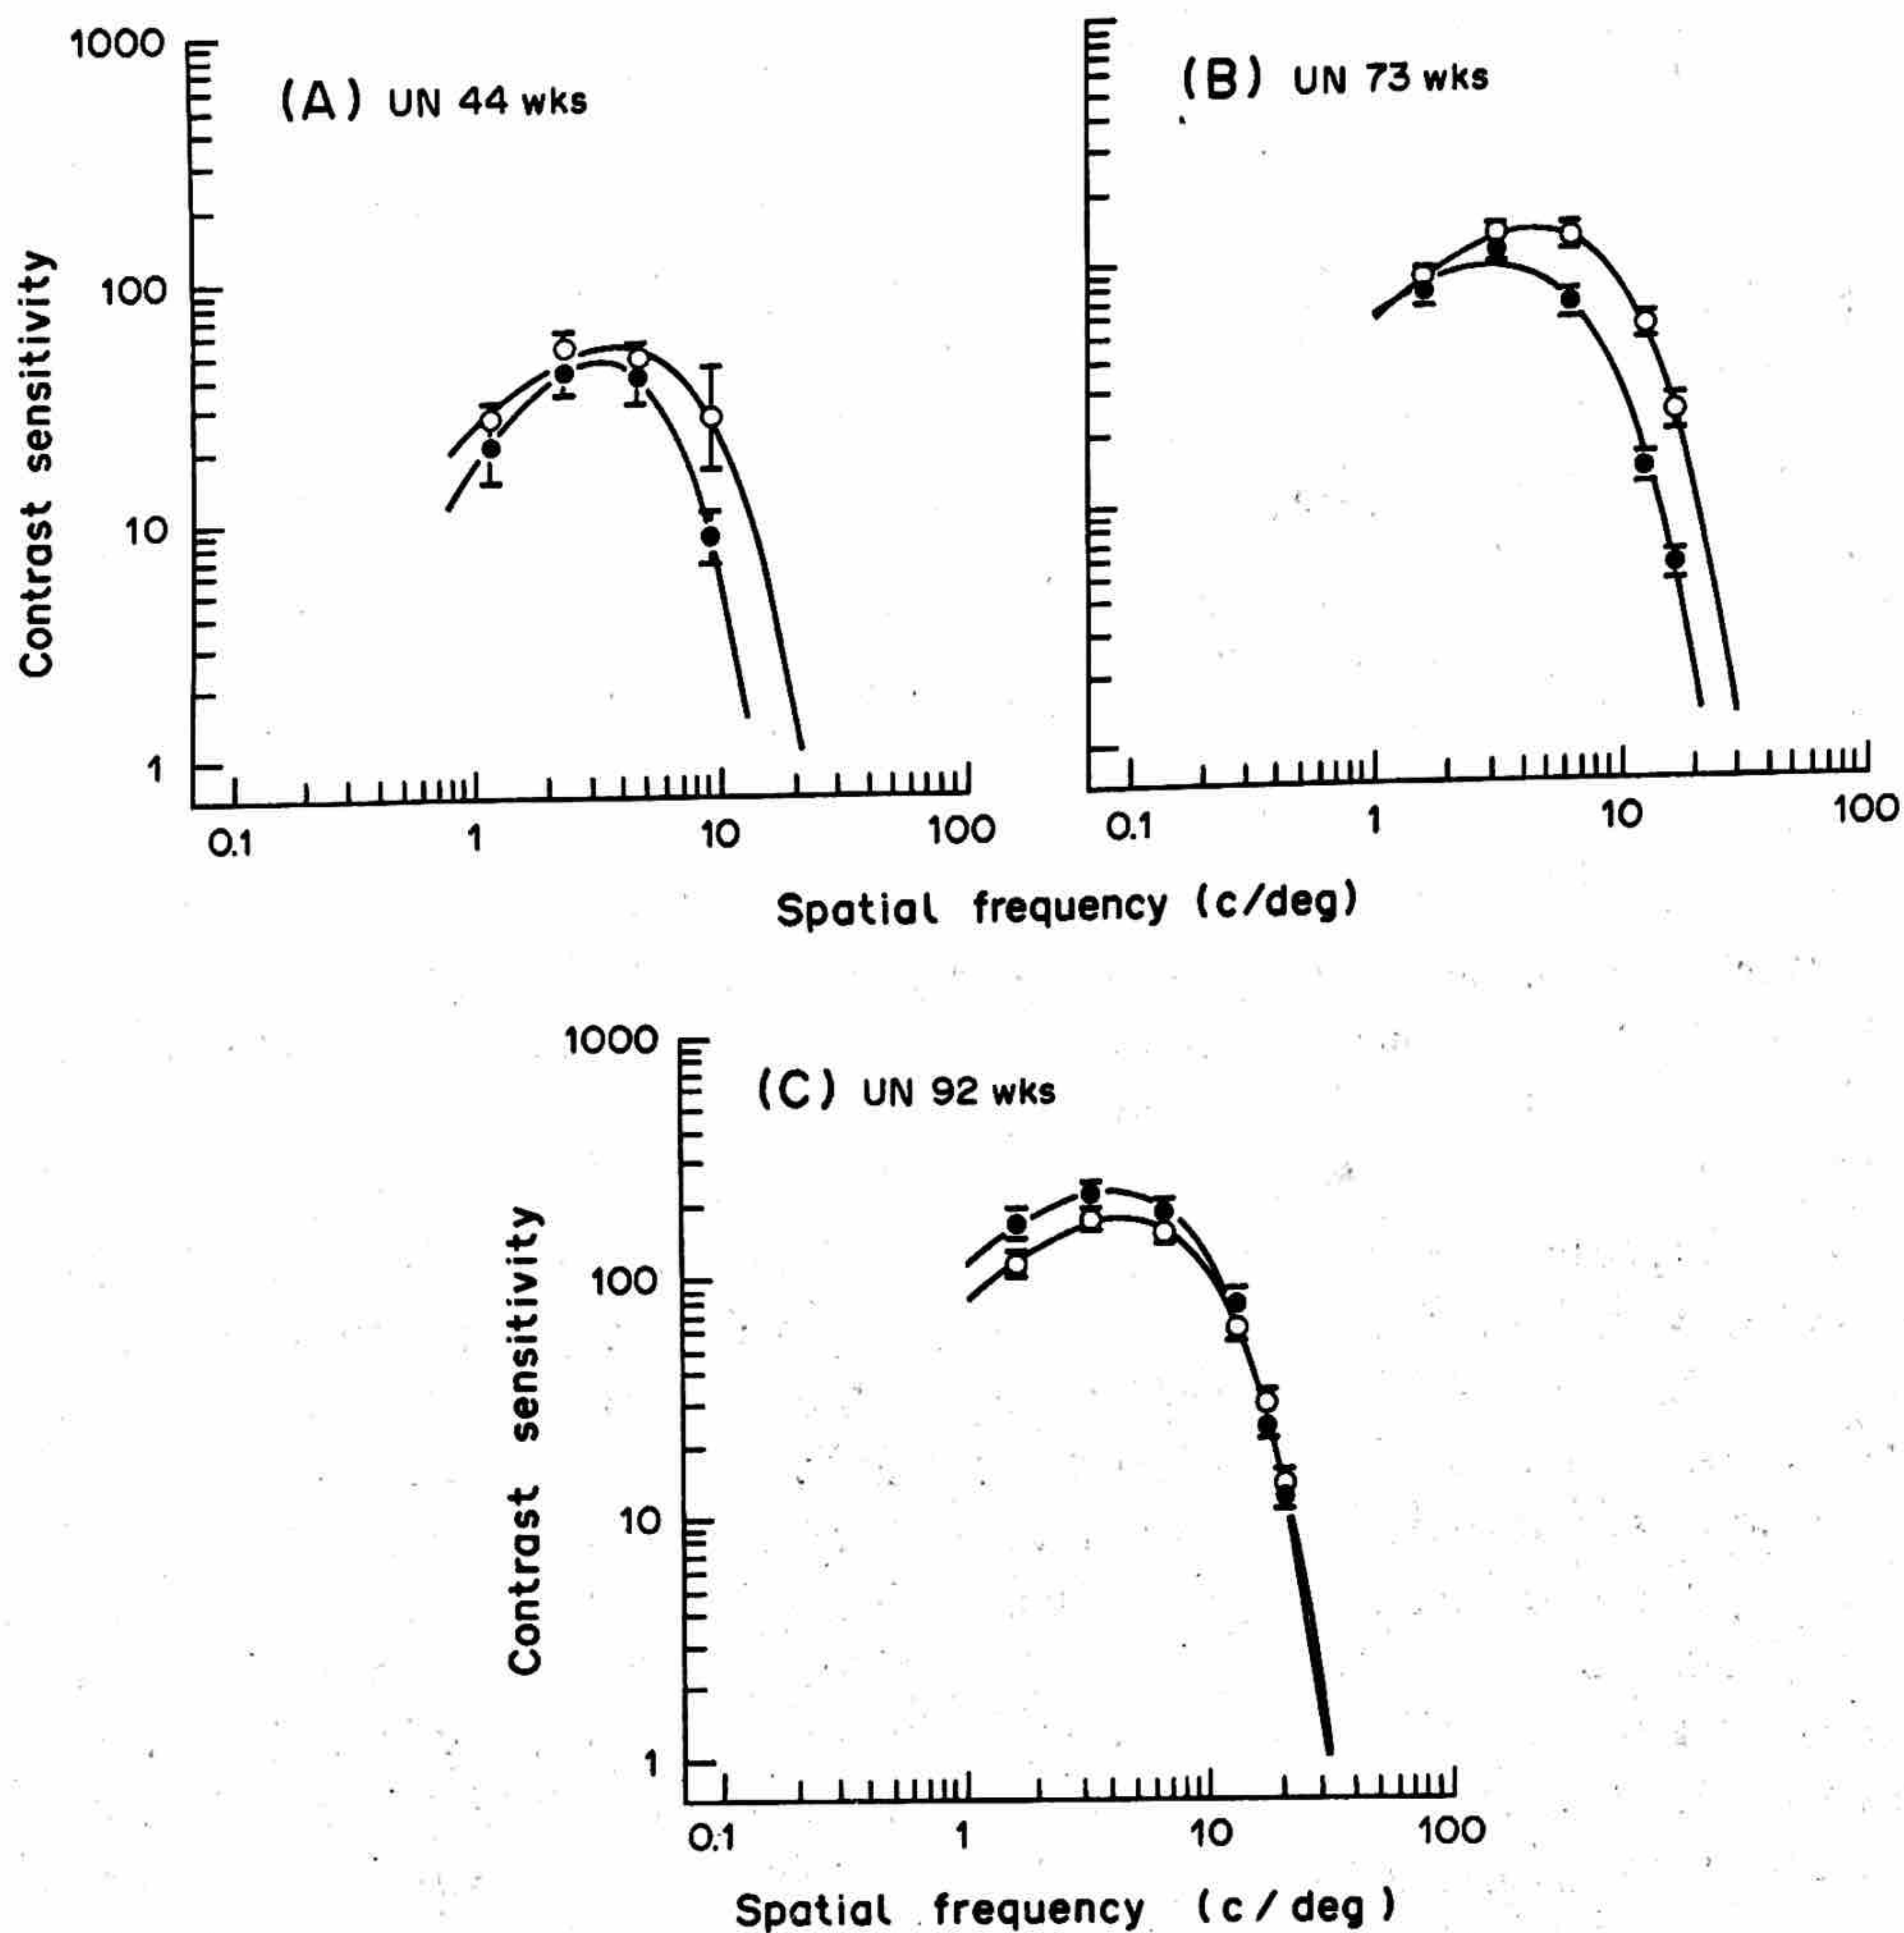 (A) UN 44 wks
Contrast sensitivity
1000
100
10
1
0.1 1 10 100
(B) UN 73 wks
0.1 1 10 100
Spatial frequency (c/deg)
(C) UN 92 wks
Contrast sensitivity
1000
100
10
1
0.1 1 10 100
Spatial frequency (c/deg)